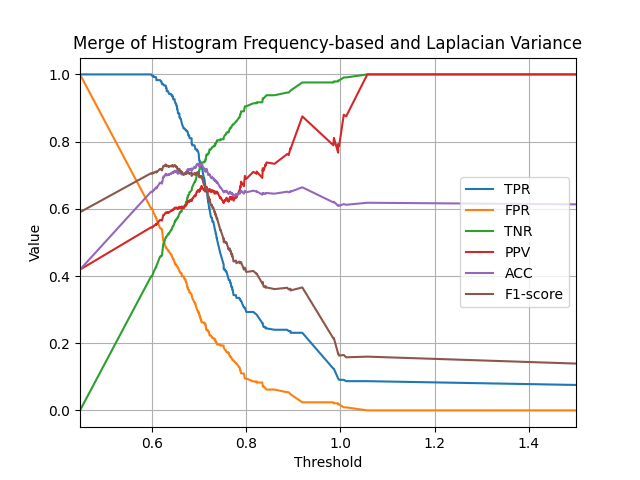 Merge of Histogram Frequency-based and Laplacian Variance
1.0
0.8
0.6
0.4
0.2
0.0
Value
TPR
FPR
TNR
PPV
ACC
F1-score
0.6 0.8 1.0 1.2 1.4
Threshold